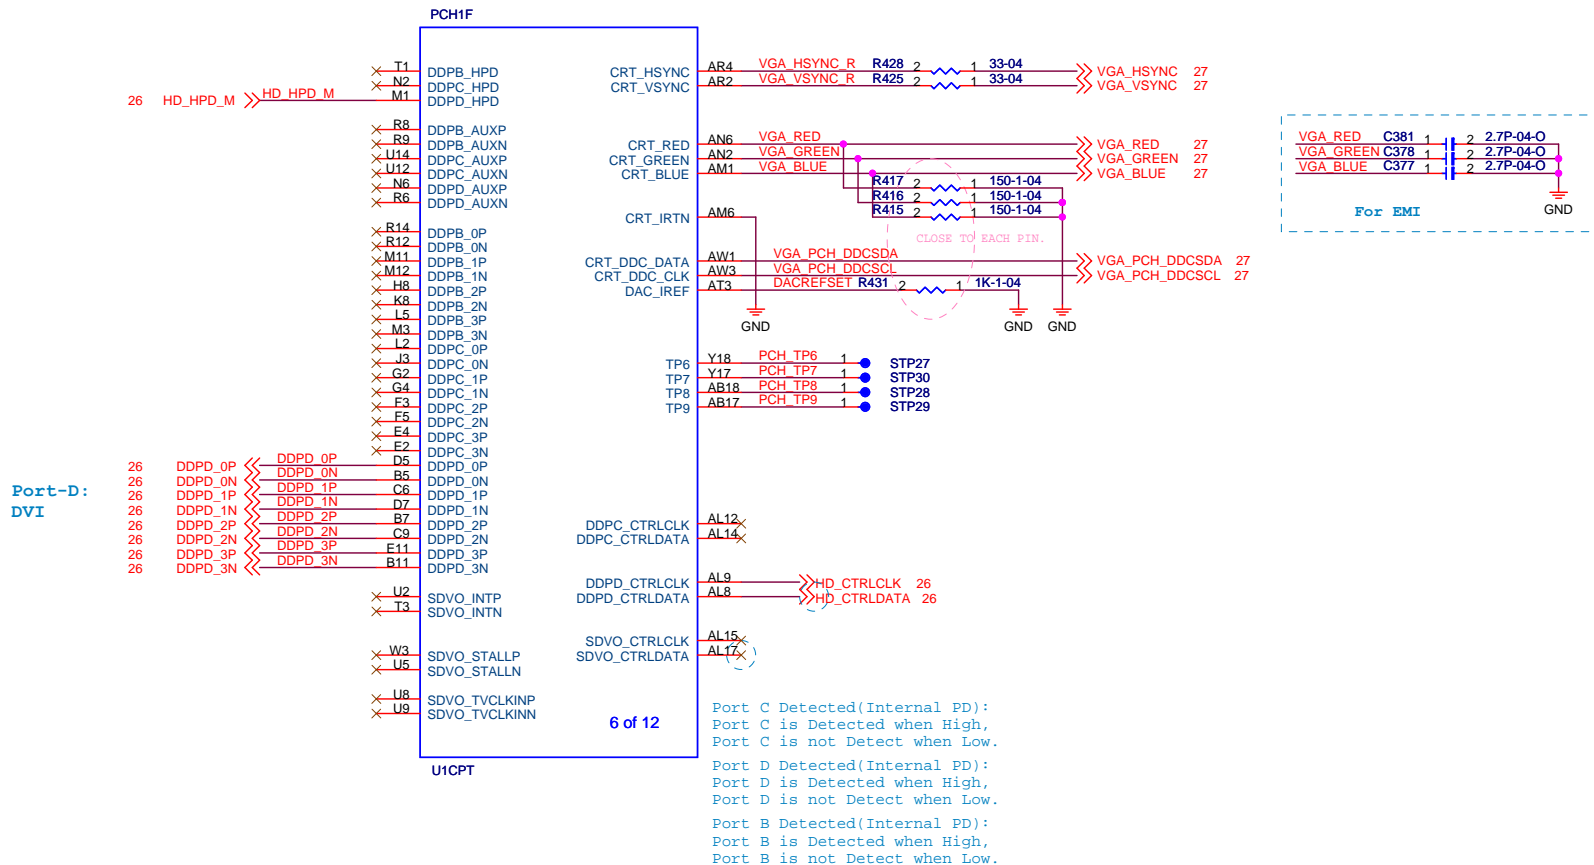 PCH1F
T1 DDPB_HPD
N2 DDPC_HPD
26 HD_HPD_M HD_HPD_M M1 DDPD_HPD
R8 DDPB_AUXP
R9 DDPB_AUXN
U14 DDPC_AUXP
U12 DDPC_AUXN
N6 DDPD_AUXP
R6 DDPD_AUXN
R14 DDPB_0P
R12 DDPB_0N
M11 DDPB_1P
M12 DDPB_1N
H8 DDPB_2P
K8 DDPB_2N
L5 DDPB_3P
M3 DDPB_3N
L2 DDPC_0P
J3 DDPC_0N
G2 DDPC_1P
G4 DDPC_1N
F3 DDPC_2P
F5 DDPC_2N
E4 DDPC_3P
E2 DDPC_3N
Port-D:
DVI
26 DDPD_0P DDPD_0P D5 DDPD_0P
26 DDPD_0N DDPD_0N B5 DDPD_0N
26 DDPD_1P DDPD_1P C6 DDPD_1P
26 DDPD_1N DDPD_1N D7 DDPD_1N
26 DDPD_2P DDPD_2P B7 DDPD_2P
26 DDPD_2N DDPD_2N C9 DDPD_2N
26 DDPD_3P DDPD_3P E11 DDPD_3P
26 DDPD_3N DDPD_3N B11 DDPD_3N
U2 SDVO_INTP
T3 SDVO_INTN
W3 SDVO_STALLP
U5 SDVO_STALLN
U8 SDVO_TVCLKINP
U9 SDVO_TVCLKINN
6 of 12
U1CPT
CRT_HSYNC AR4 VGA_HSYNC_R R428 2 1 33-04 VGA_HSYNC 27
CRT_VSYNC AR2 VGA_VSYNC_R R425 2 1 33-04 VGA_VSYNC 27
CRT_RED AN6 VGA_RED VGA_RED 27
CRT_GREEN AN2 VGA_GREEN VGA_GREEN 27
CRT_BLUE AM1 VGA_BLUE VGA_BLUE 27
R417 2 1 150-1-04
R416 2 1 150-1-04
R415 2 1 150-1-04
CRT_IRTN AM6
CLOSE TO EACH PIN.
CRT_DDC_DATA AW1 VGA_PCH_DDCSDA VGA_PCH_DDCSDA 27
CRT_DDC_CLK AW3 VGA_PCH_DDCSCL VGA_PCH_DDCSCL 27
DAC_IREF AT3 DACREFSET R431 2 1 1K-1-04
GND GND GND
TP6 Y18 PCH_TP6 1 STP27
TP7 Y17 PCH_TP7 1 STP30
TP8 AB18 PCH_TP8 1 STP28
TP9 AB17 PCH_TP9 1 STP29
DDPC_CTRLCLK AL12
DDPC_CTRLDATA AL14
DDPD_CTRLCLK AL9 HD_CTRLCLK 26
DDPD_CTRLDATA AL8 HD_CTRLDATA 26
SDVO_CTRLCLK AL15
SDVO_CTRLDATA AL17
VGA_RED C381 1 2 2.7P-04-O
VGA_GREEN C378 1 2 2.7P-04-O
VGA_BLUE C377 1 2 2.7P-04-O
For EMI
GND
Port C Detected(Internal PD):
Port C is Detected when High,
Port C is not Detect when Low.
Port D Detected(Internal PD):
Port D is Detected when High,
Port D is not Detect when Low.
Port B Detected(Internal PD):
Port B is Detected when High,
Port B is not Detect when Low.